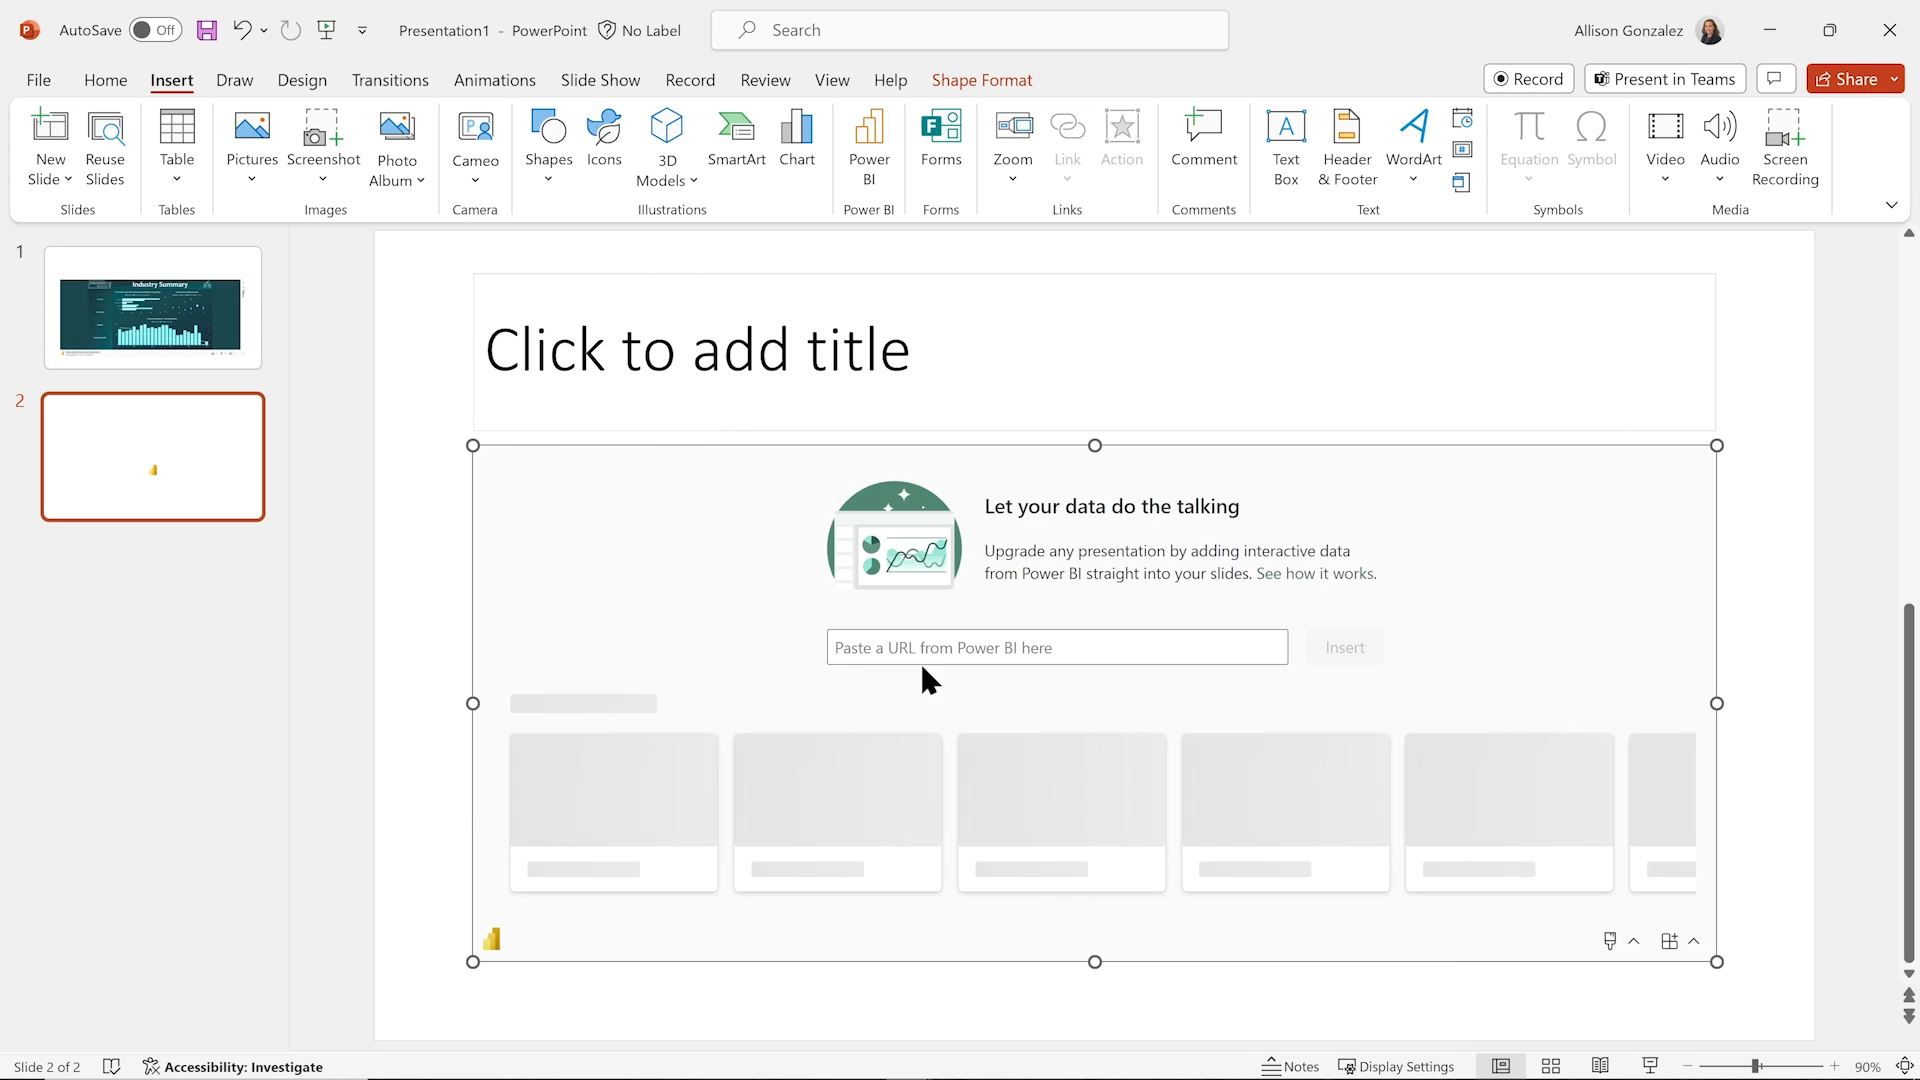 AutoSave Off Presentation1 - PowerPoint No Label Search Allison Gonzalez
File Home Insert Draw Design Transitions Animations Slide Show Record Review View Help Shape Format Record Present in Teams Share
New Slide Reuse Slides Table Pictures Screenshot Photo Album Cameo Shapes Icons 3D Models SmartArt Chart Power BI Forms Zoom Link Action Comment Text Box Header & Footer WordArt Equation Symbol Video Audio Screen Recording
Slides Tables Images Camera Illustrations Power BI Forms Links Comments Text Symbols Media
1
Industry Summary
2
Click to add title
Let your data do the talking
Upgrade any presentation by adding interactive data
from Power BI straight into your slides. See how it works.
Paste a URL from Power BI here Insert
Slide 2 of 2 Accessibility: Investigate Notes Display Settings 90%